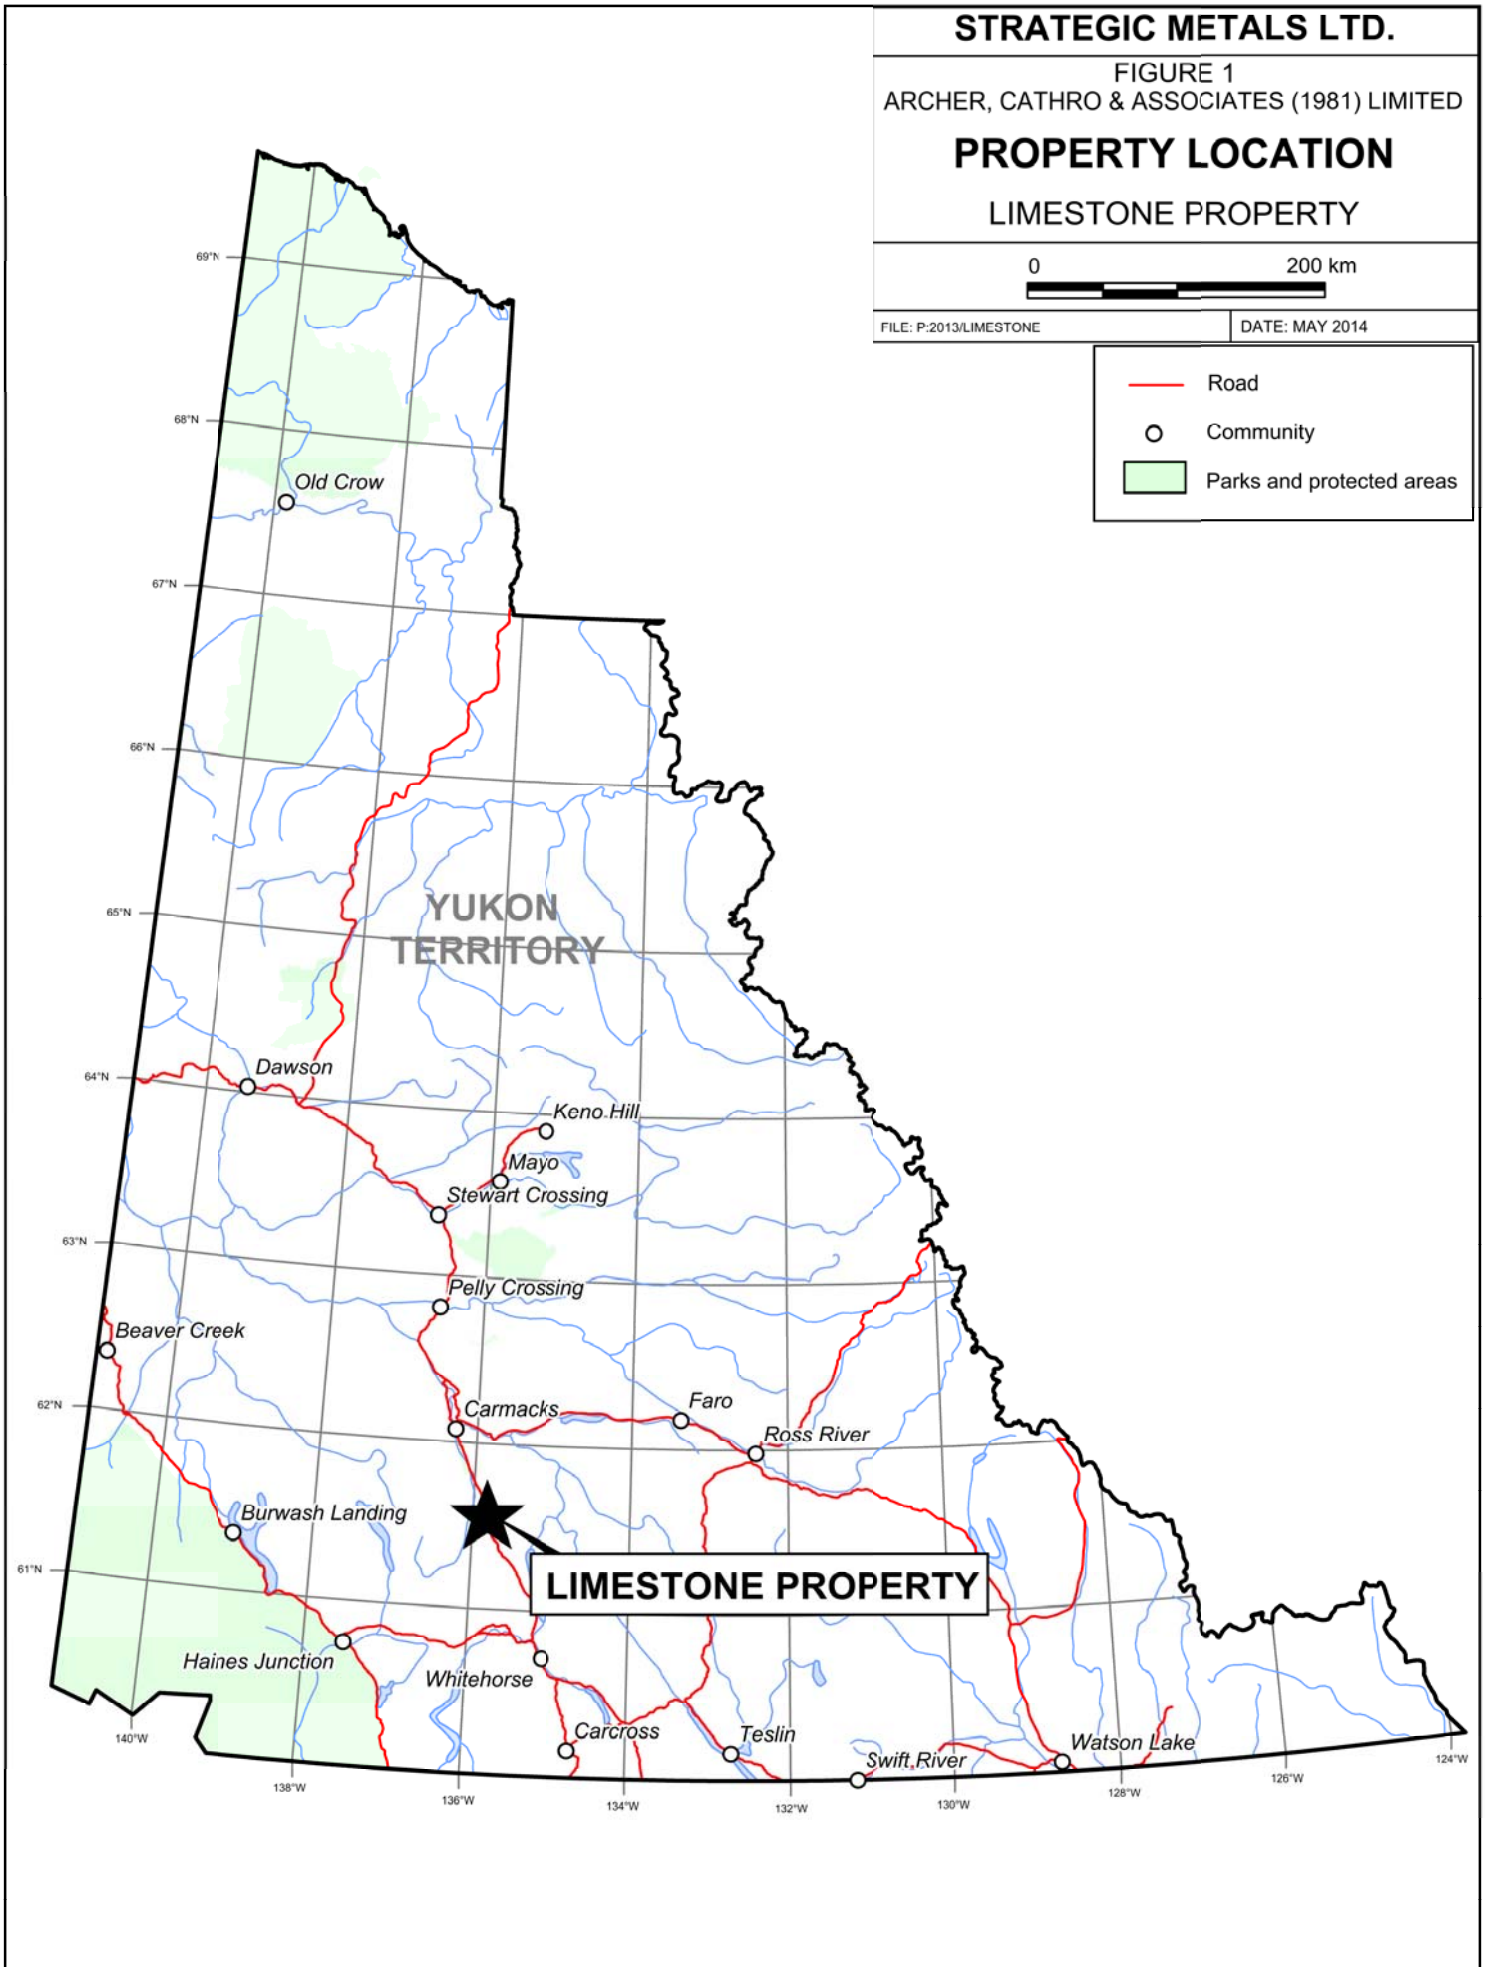 STRATEGIC METALS LTD.
FIGURE 1
ARCHER, CATHRO & ASSOCIATES (1981) LIMITED
PROPERTY LOCATION
LIMESTONE PROPERTY
0 200 km
FILE: P:2013/LIMESTONE DATE: MAY 2014
Road
Community
Parks and protected areas
69°N
68°N
Old Crow
67°N
66°N
65°N
YUKON
TERRITORY
Dawson
64°N
Keno Hill
Mayo
Stewart Crossing
63°N
Pelly Crossing
Beaver Creek
62°N
Carmacks
Faro
Ross River
Burwash Landing
61°N
LIMESTONE PROPERTY
Haines Junction
Whitehorse
Carcross
Teslin
Swift River
Watson Lake
140°W
138°W
136°W
134°W
132°W
130°W
128°W
126°W
124°W